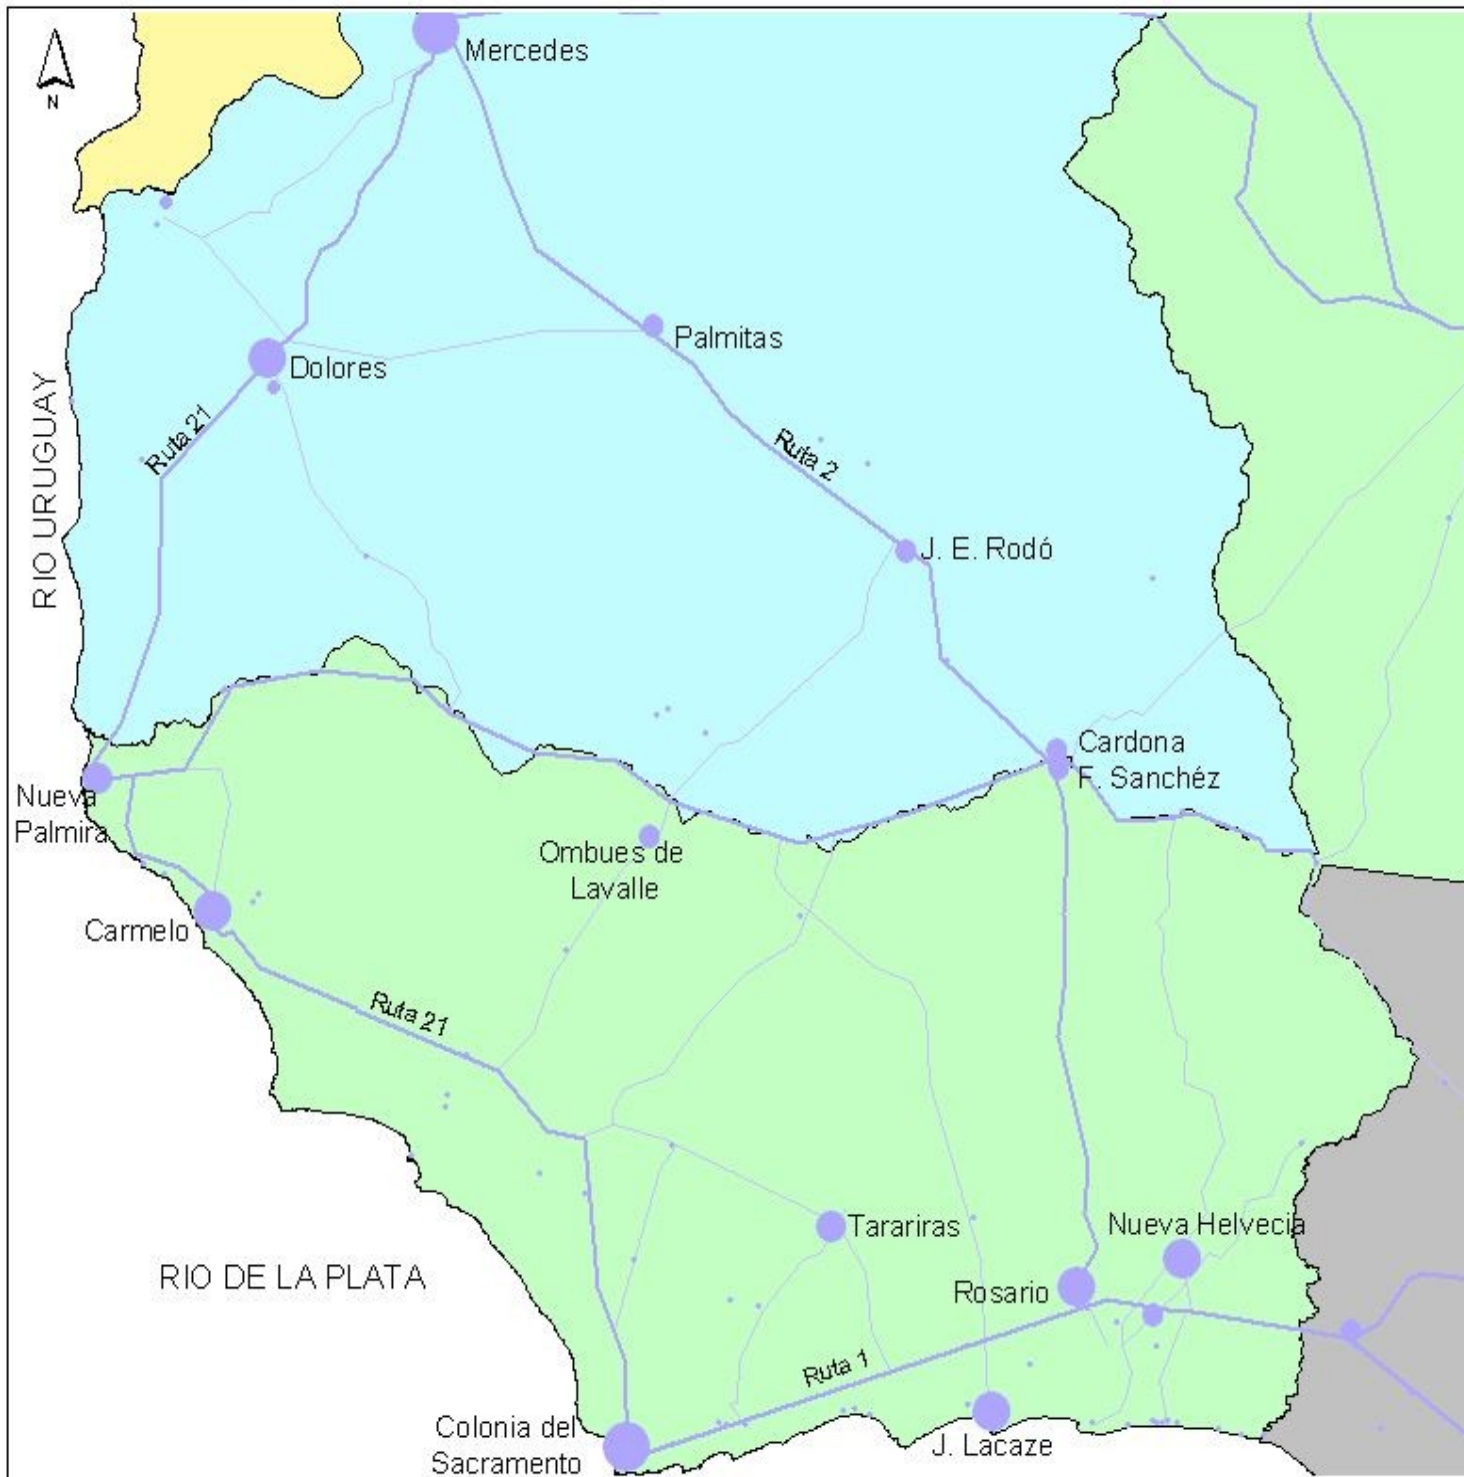 N
Mercedes
Palmitas
Dolores
Ruta 21
Ruta 2
RIO URUGUAY
J. E. Rodó
Cardona
F. Sanchéz
Nueva
Palmira
Ombues de
Lavalle
Carmelo
Ruta 21
Tarariras
Nueva Helvecia
RIO DE LA PLATA
Rosario
Ruta 1
Colonia del
Sacramento
J. Lacaze